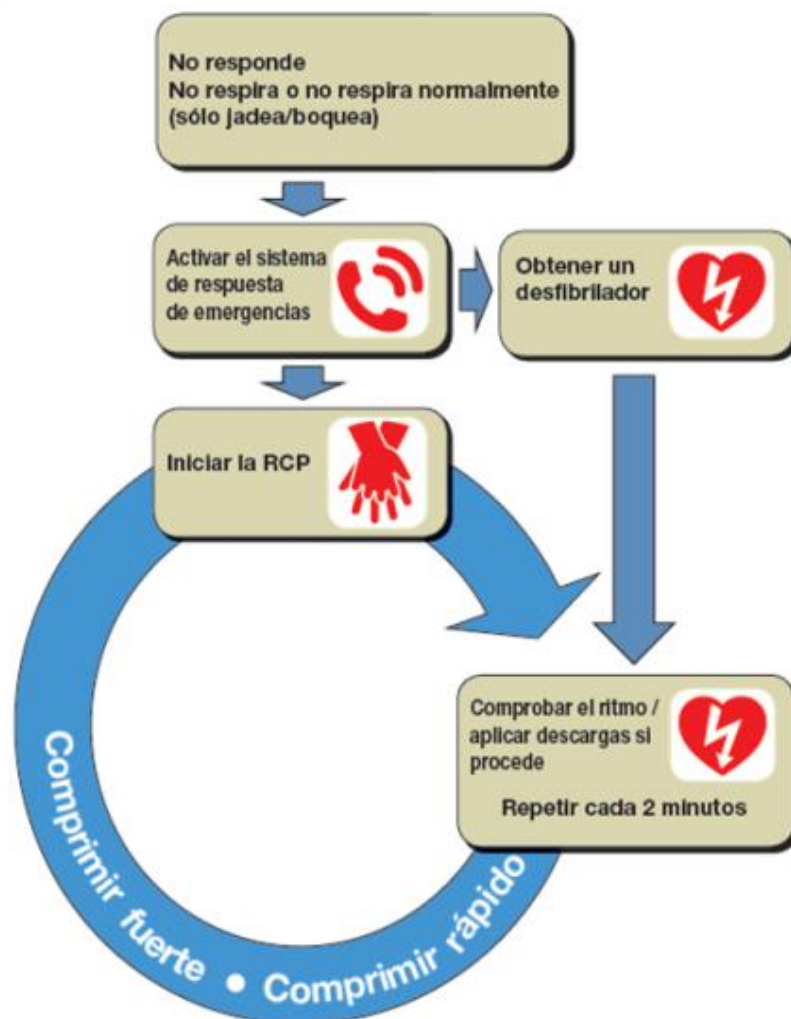 No responde
No respira o no respira normalmente
(sólo jadea/boquea)
Activar el sistema
de respuesta
de emergencias
Obtener un
desfibrilador
Iniciar la RCP
Comprobar el ritmo /
aplicar descargas si
procede
Repetir cada 2 minutos
Comprimir fuerte • Comprimir rápido